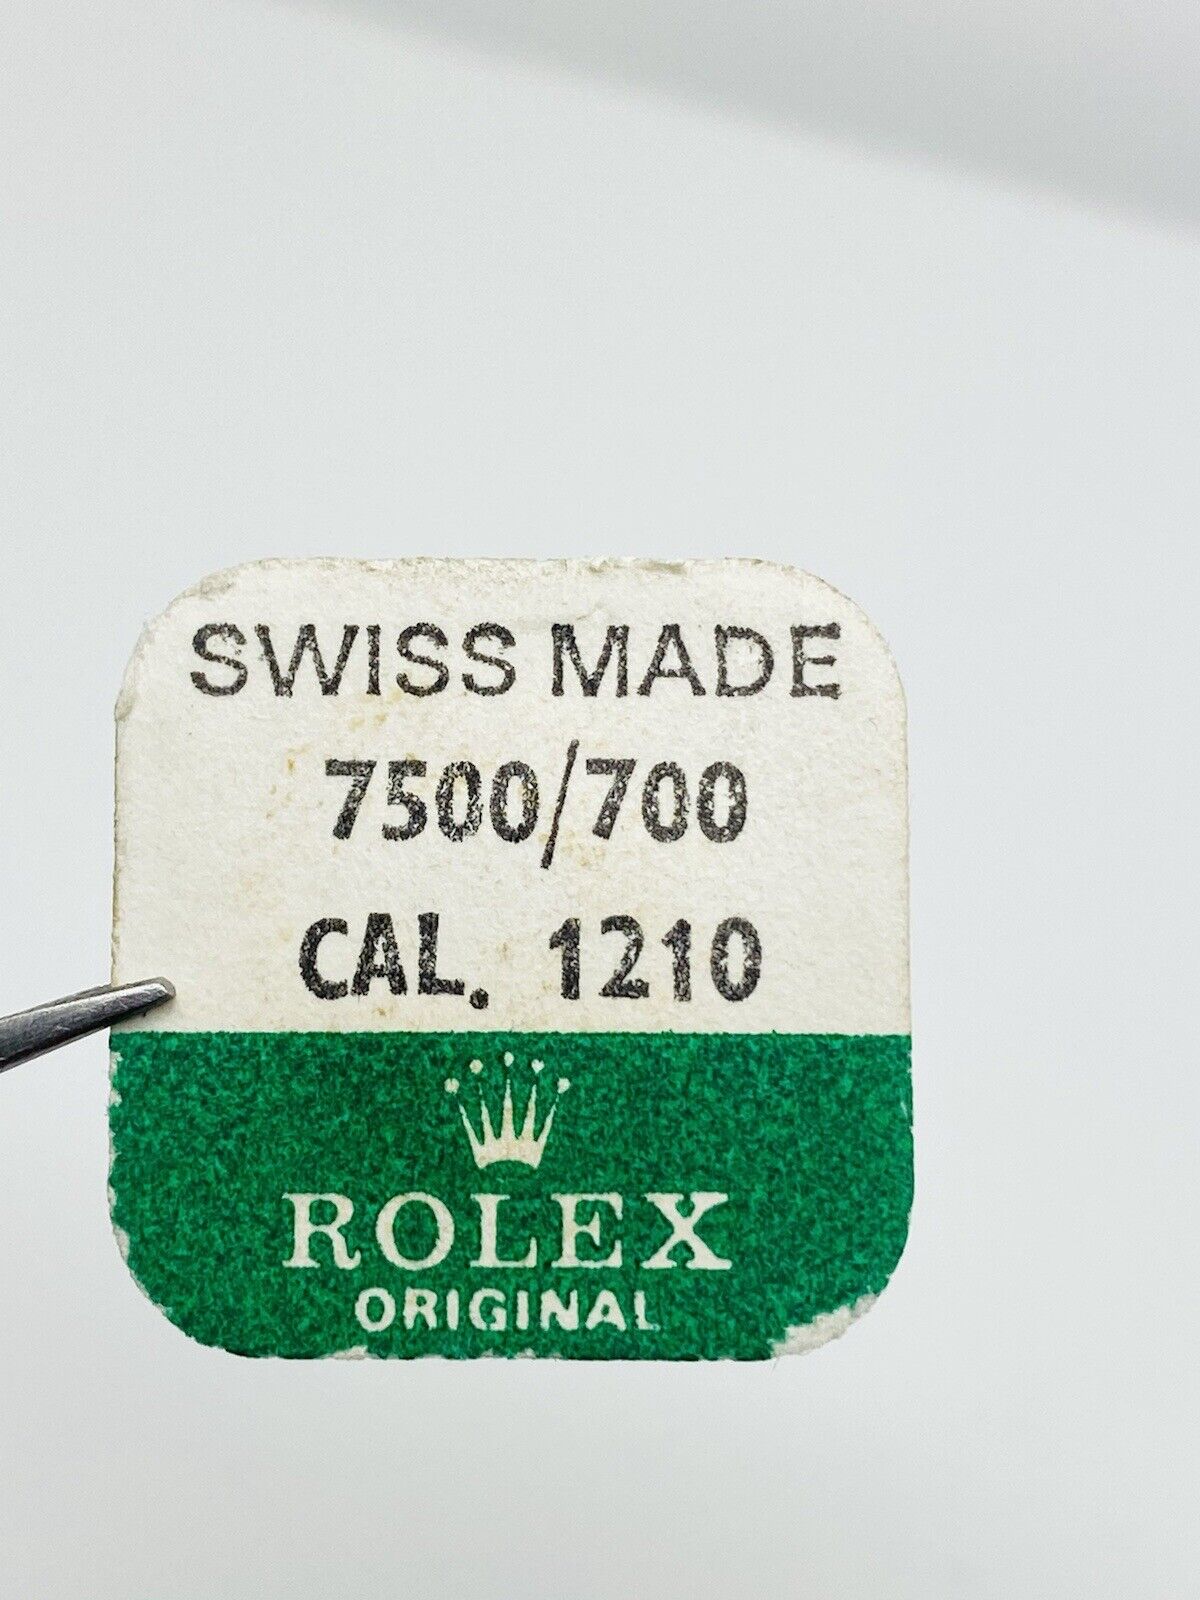 SWISS MADE
7500/700
CAL. 1210
ROLEX
ORIGINAL